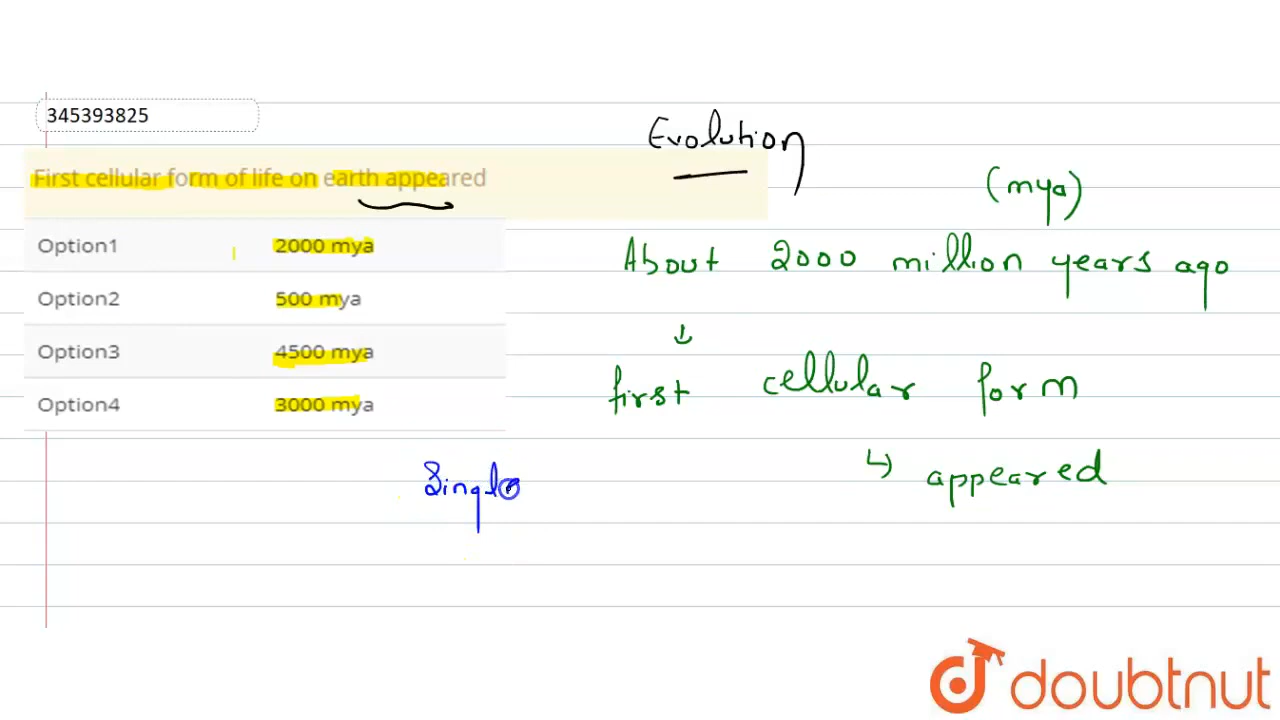 345393825
Evolution
First cellular form of life on earth appeared
(mya)
Option1 2000 mya
About 2000 million years ago
Option2 500 mya
Option3 4500 mya
first cellular form
Option4 3000 mya
appeared
Single
doubtnut